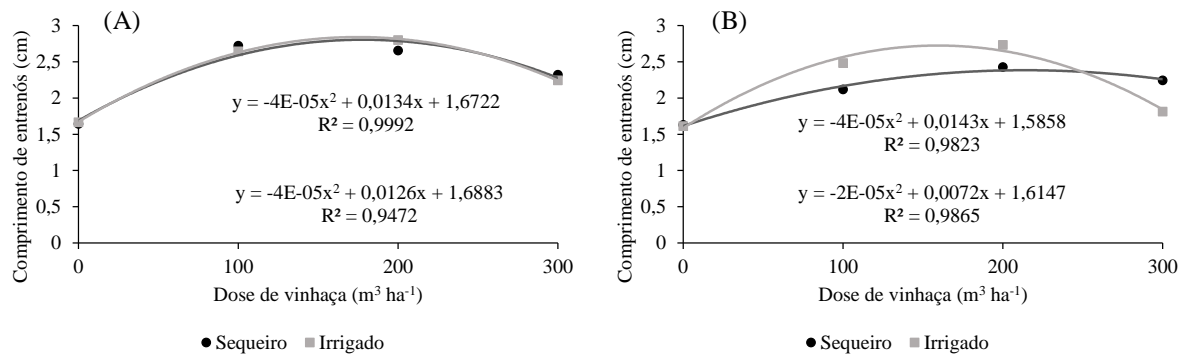 (A)
Comprimento de entrenós (cm)
3
2,5
2
1,5
1
0,5
0
y = -4E-05x² + 0,0134x + 1,6722
R² = 0,9992
y = -4E-05x² + 0,0126x + 1,6883
R² = 0,9472
0 100 200 300
Dose de vinhaça (m³ ha⁻¹)
Sequeiro Irrigado
(B)
Comprimento de entrenós (cm)
3
2,5
2
1,5
1
0,5
0
y = -4E-05x² + 0,0143x + 1,5858
R² = 0,9823
y = -2E-05x² + 0,0072x + 1,6147
R² = 0,9865
0 100 200 300
Dose de vinhaça (m³ ha⁻¹)
Sequeiro Irrigado